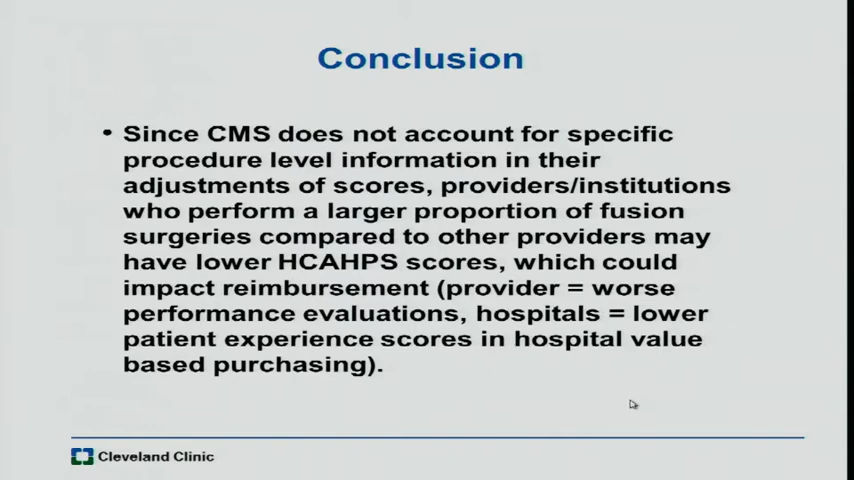 Conclusion
• Since CMS does not account for specific
procedure level information in their
adjustments of scores, providers/institutions
who perform a larger proportion of fusion
surgeries compared to other providers may
have lower HCAHPS scores, which could
impact reimbursement (provider = worse
performance evaluations, hospitals = lower
patient experience scores in hospital value
based purchasing).
Cleveland Clinic